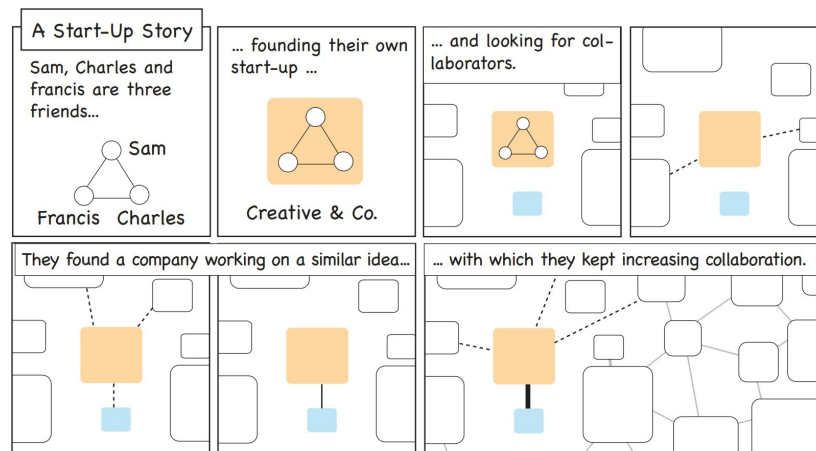 A Start-Up Story
Sam, Charles and
francis are three
friends...
Sam
Francis Charles
... founding their own
start-up ...
Creative & Co.
... and looking for col-
laborators.
They found a company working on a similar idea...
... with which they kept increasing collaboration.